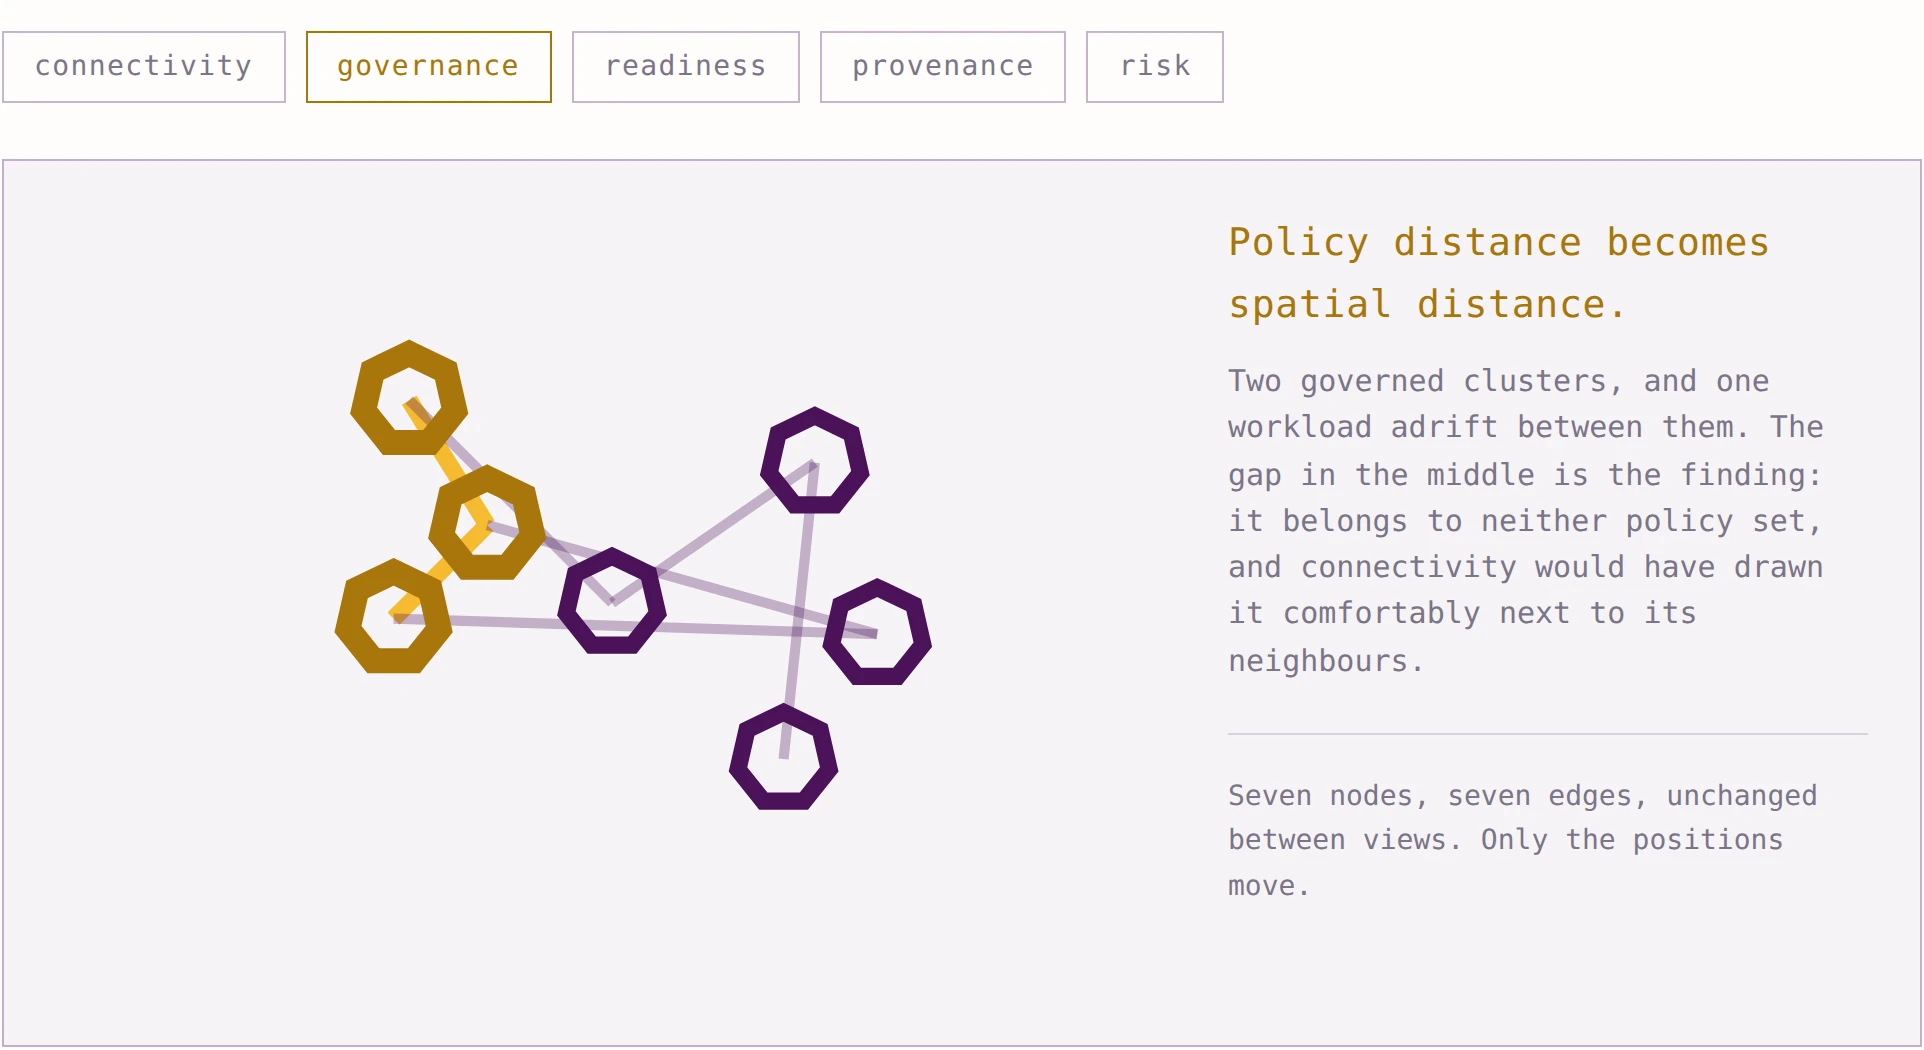 connectivity
governance
readiness
provenance
risk
Policy distance becomes
spatial distance.
Two governed clusters, and one
workload adrift between them. The
gap in the middle is the finding:
it belongs to neither policy set,
and connectivity would have drawn
it comfortably next to its
neighbours.
Seven nodes, seven edges, unchanged
between views. Only the positions
move.